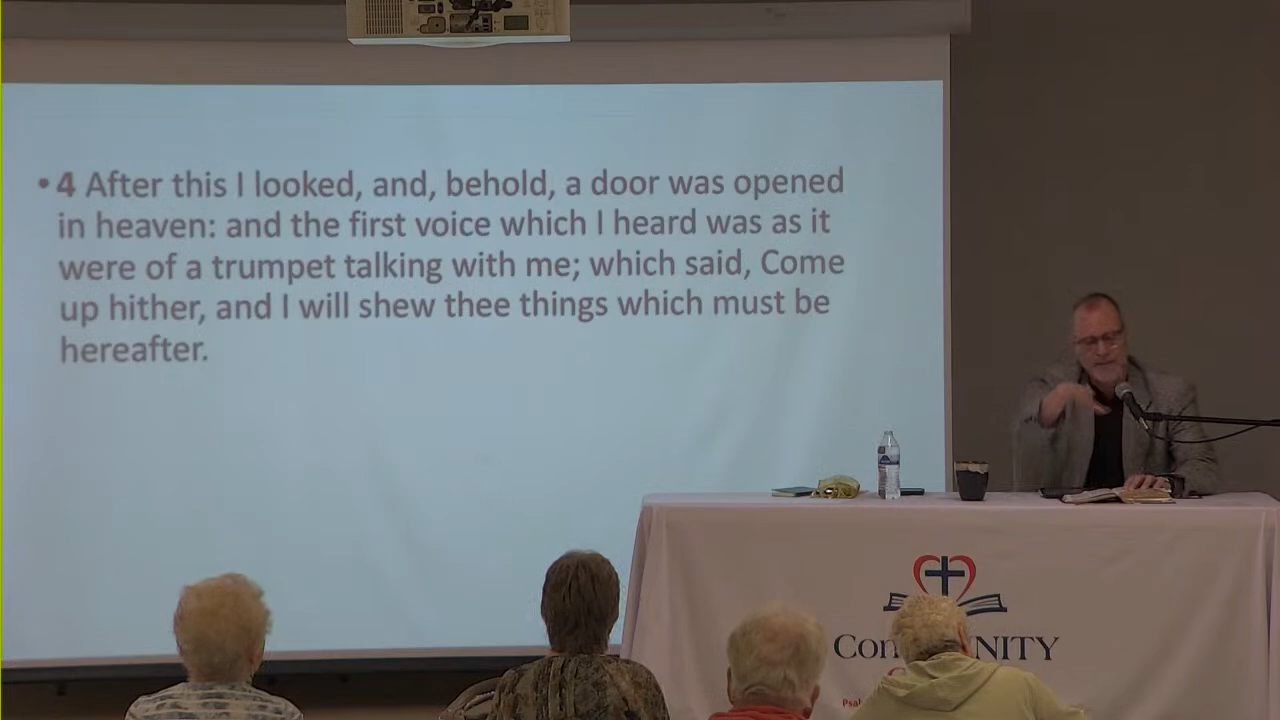 • 4 After this I looked, and, behold, a door was opened
in heaven: and the first voice which I heard was as it
were of a trumpet talking with me; which said, Come
up hither, and I will shew thee things which must be
hereafter.